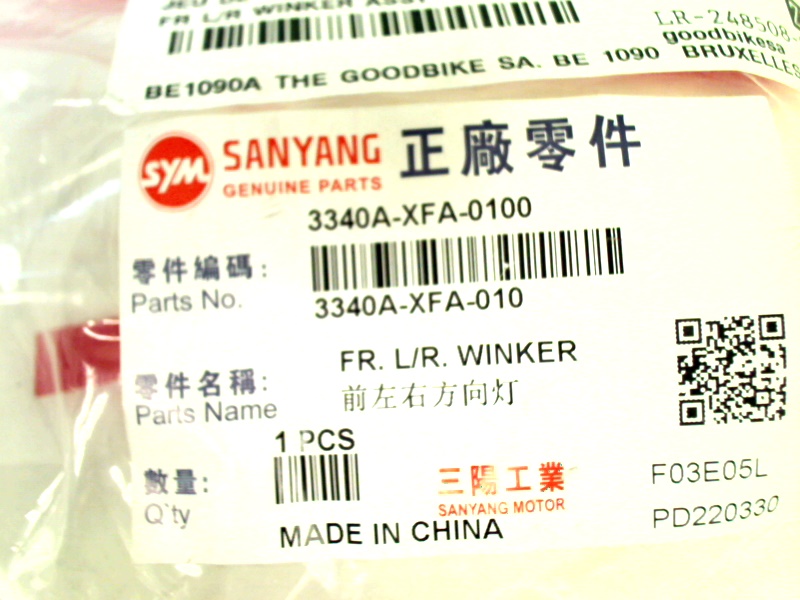 FR L/R WINKER ASSY
LR-248508
goodbikesa
BRUXELLES
BE1090A THE GOODBIKE SA. BE 1090
SYM
SANYANG
GENUINE PARTS
正廠零件
3340A-XFA-0100
零件編碼:
Parts No.
3340A-XFA-010
FR. L/R. WINKER
零件名稱:
Parts Name
前左右方向灯
1 PCS
數量:
Q`ty
三陽工業
SANYANG MOTOR
MADE IN CHINA
F03E05L
PD220330